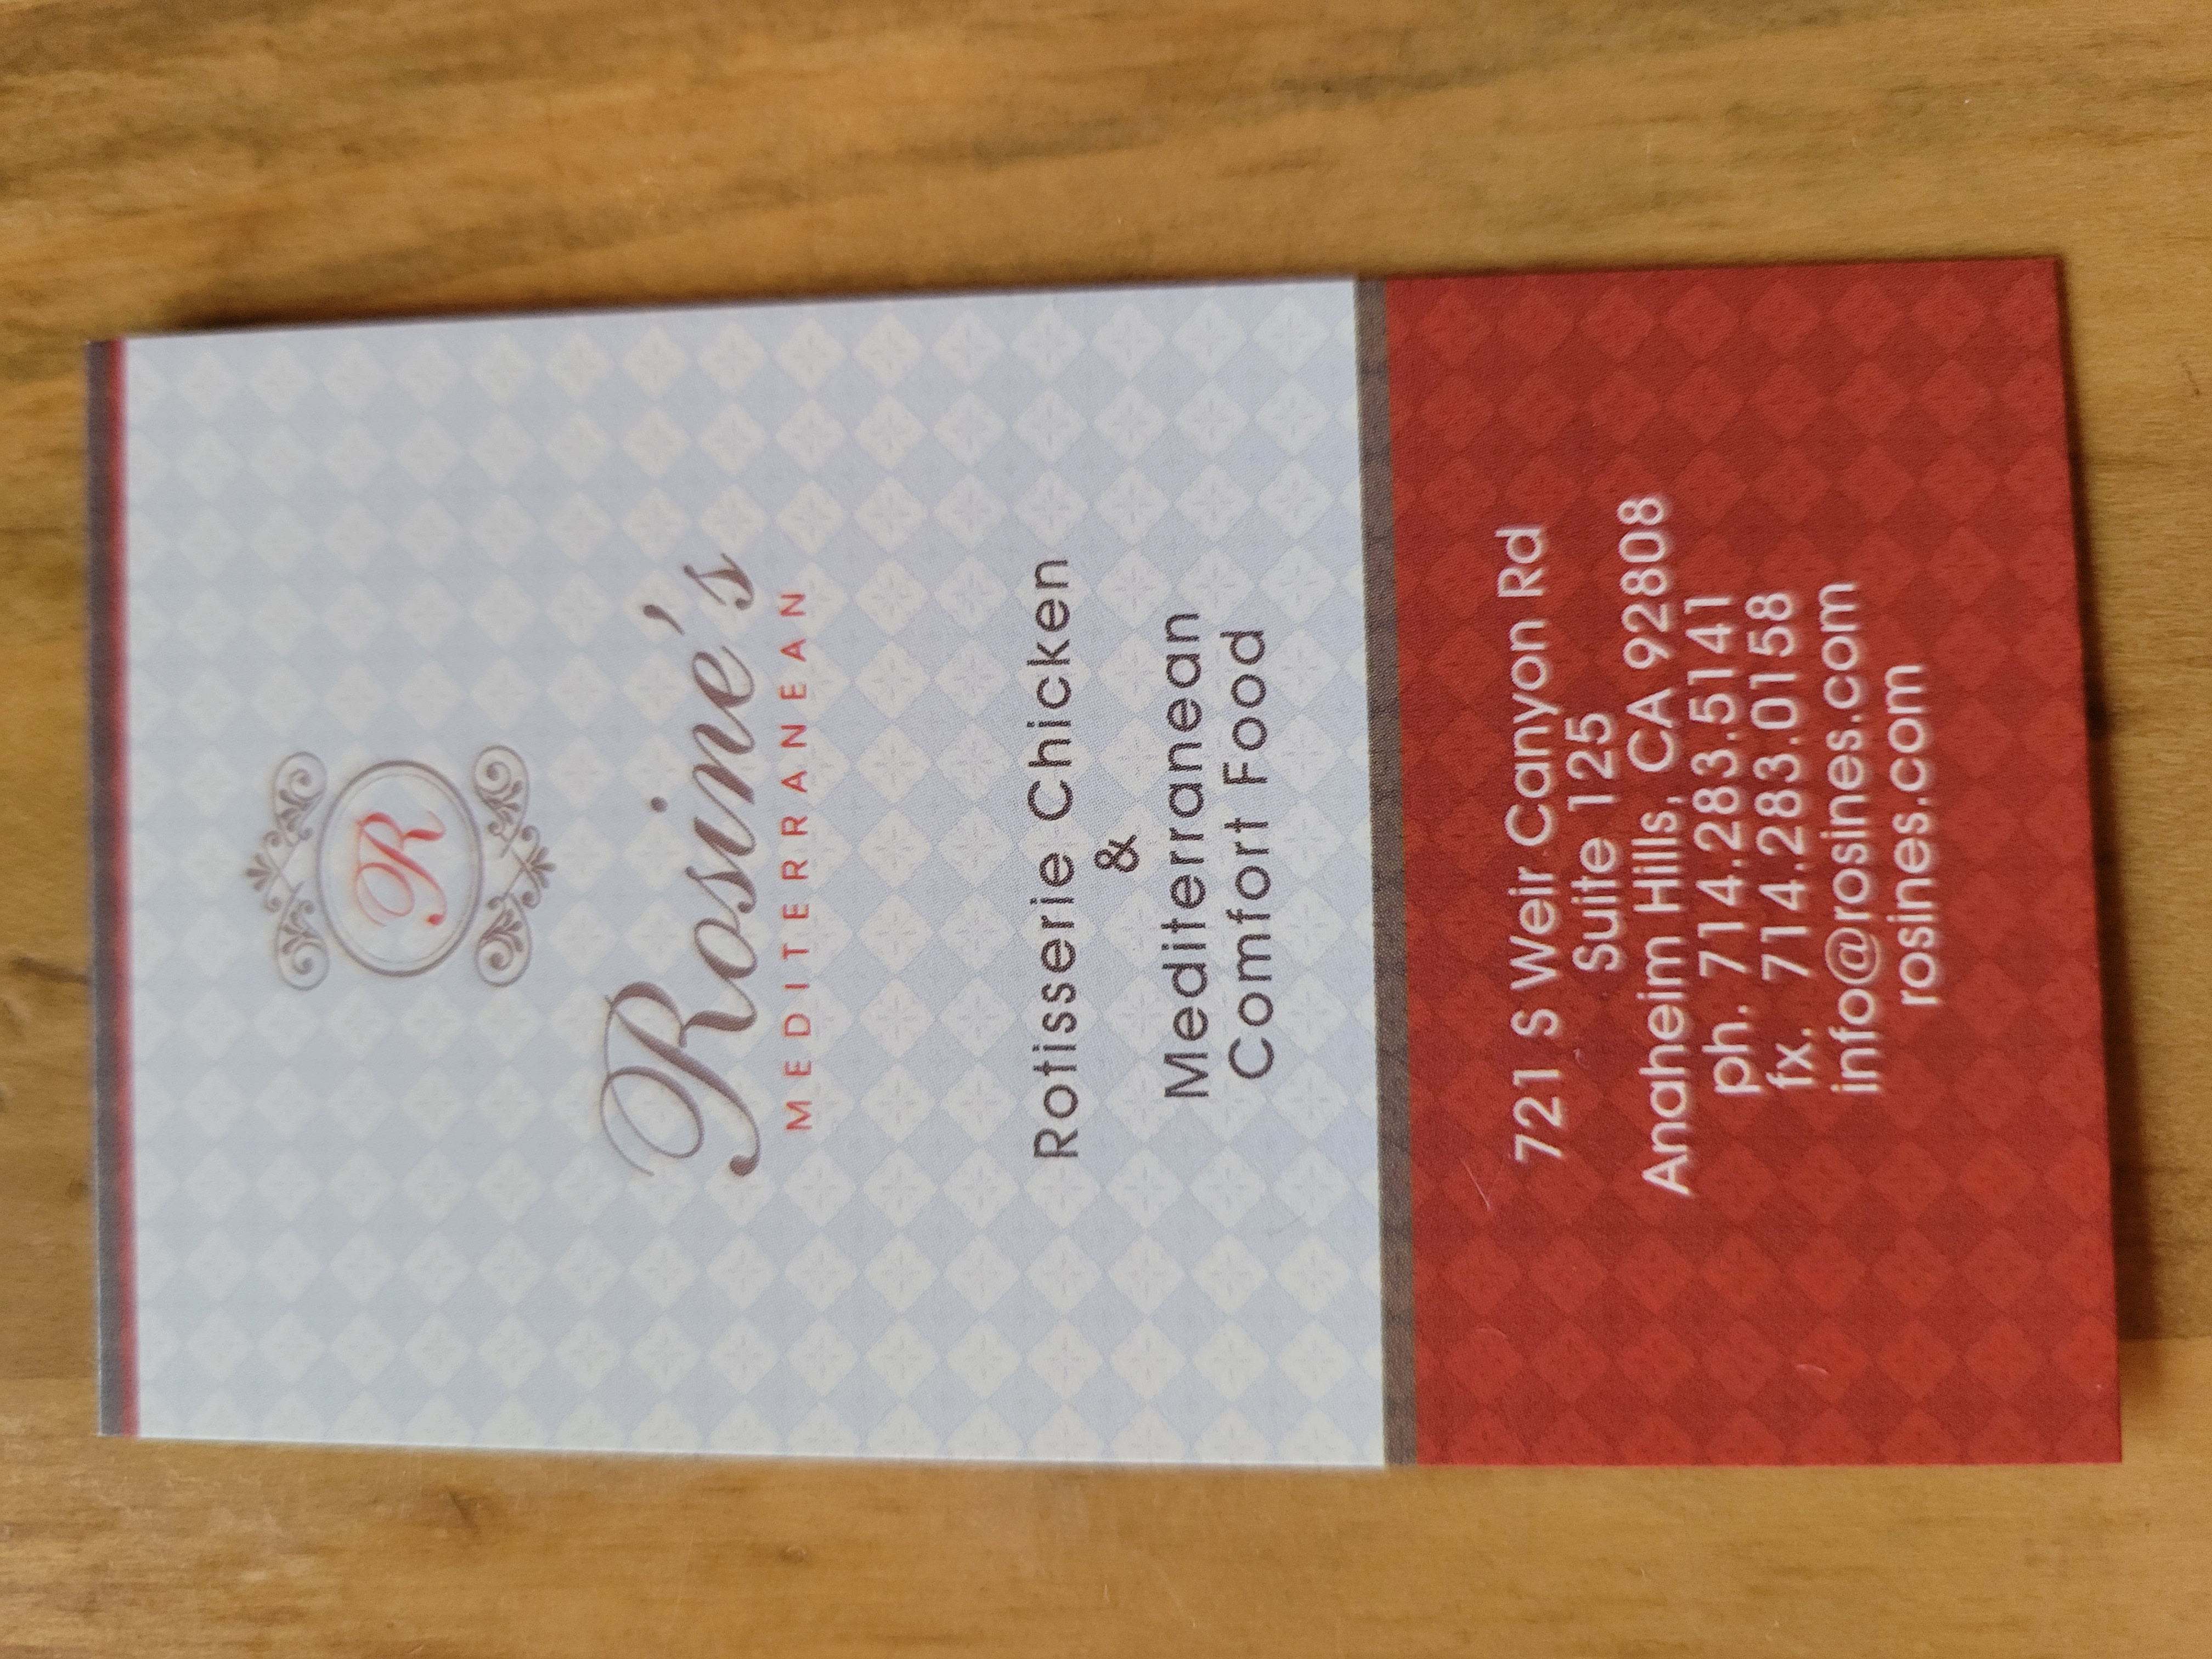 R
Rosine's
MEDITERRANEAN
Rotisserie Chicken
&
Mediterranean
Comfort Food
721 S Weir Canyon Rd
Suite 125
Anaheim Hills, CA 92808
ph. 714.283.5141
fx. 714.283.0158
info@rosines.com
rosines.com